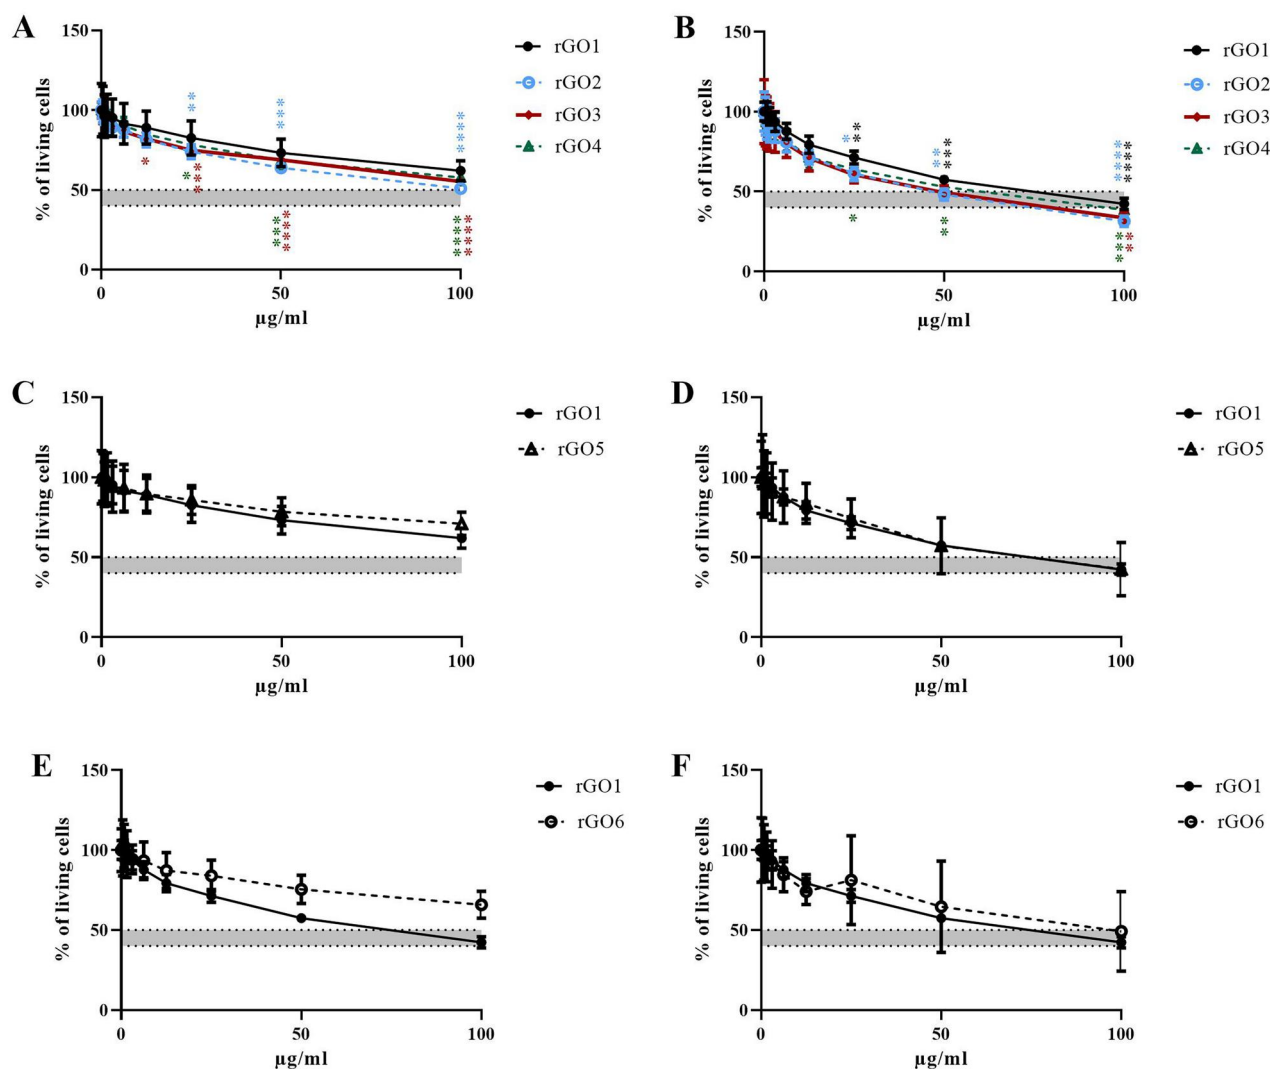 A
% of living cells
150
100
50
0
0 50 100
µg/ml
rGO1
rGO2
rGO3
rGO4
**
***
****
*
***
*
***
****
****
****
B
% of living cells
150
100
50
0
0 50 100
µg/ml
rGO1
rGO2
rGO3
rGO4
*
**
**
***
****
****
*
**
***
**
C
% of living cells
150
100
50
0
0 50 100
µg/ml
rGO1
rGO5
D
% of living cells
150
100
50
0
0 50 100
µg/ml
rGO1
rGO5
E
% of living cells
150
100
50
0
0 50 100
µg/ml
rGO1
rGO6
F
% of living cells
150
100
50
0
0 50 100
µg/ml
rGO1
rGO6